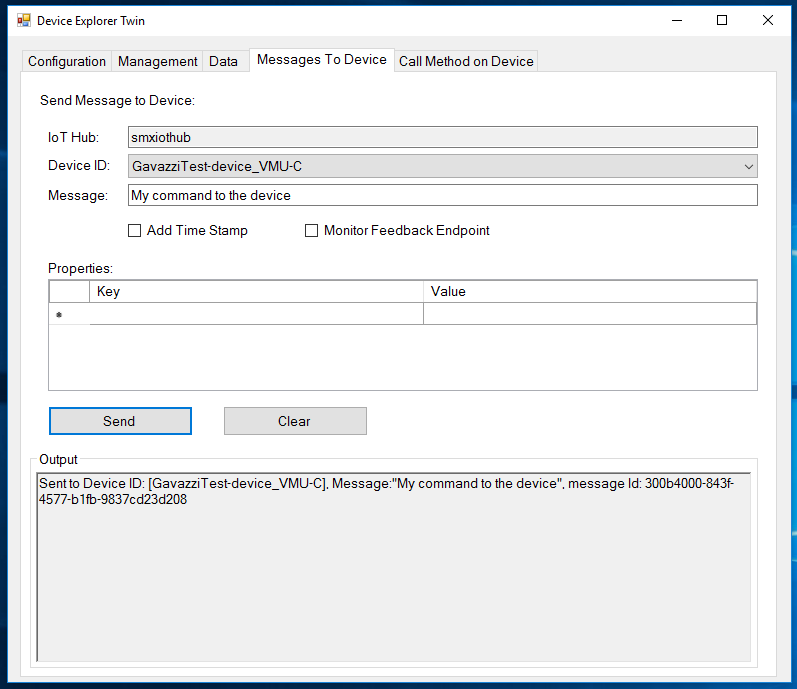 Device Explorer Twin
Configuration Management Data Messages To Device Call Method on Device
Send Message to Device:
IoT Hub: smxiothub
Device ID: GavazziTest-device_VMU-C
Message: My command to the device
Add Time Stamp Monitor Feedback Endpoint
Properties:
Key Value
*
Send Clear
Output
Sent to Device ID: [GavazziTest-device_VMU-C], Message:"My command to the device", message Id: 300b4000-843f-
4577-b1fb-9837cd23d208